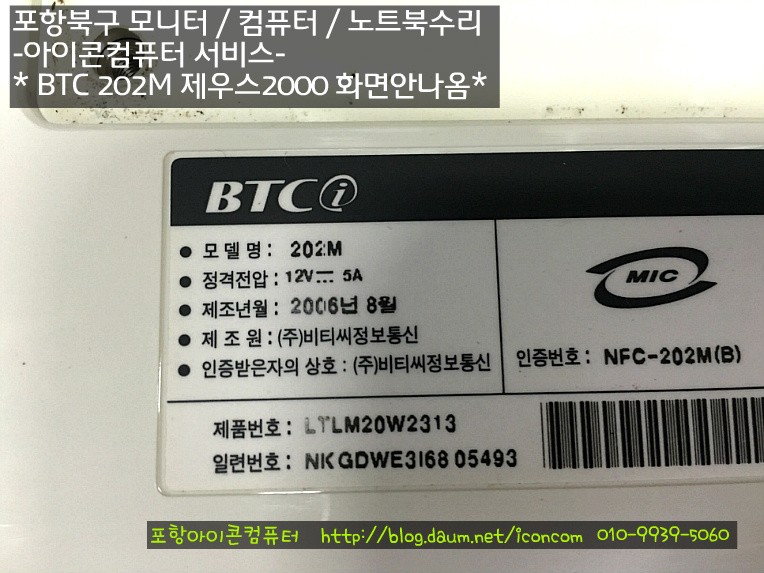 포항북구 모니터 / 컴퓨터 / 노트북수리
-아이콘컴퓨터 서비스-
* BTC 202M 제우스2000 화면안나옴*
BTC i
● 모 델 명 : 202M
● 정격전압 : 12V⎓ 5A
● 제조년월 : 2006년 8월
● 제 조 원 : (주)비티씨정보통신
● 인증받은자의 상호 : (주)비티씨정보통신
MIC
인증번호 : NFC-202M(B)
제품번호 : LTLM20W2313
일련번호 : NKGDWE3I68 05493
포항아이콘컴퓨터 http://blog.daum.net/iconcom 010-9939-5060